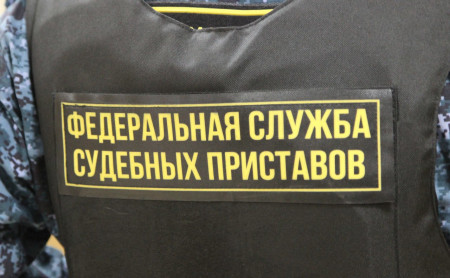 ФЕДЕРАЛЬНАЯ СЛУЖБА
СУДЕБНЫХ ПРИСТАВОВ